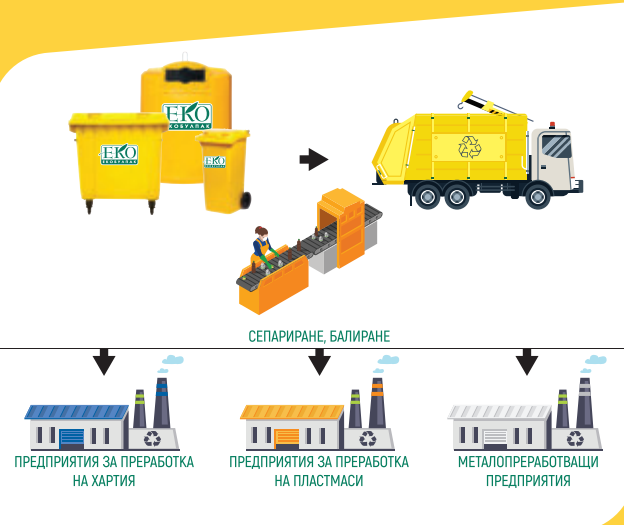 ЕКО
ЕКОБУЛПАК
ЕКО
ЕКОБУЛПАК
ЕКО
ЕКОБУЛПАК
СЕПАРИРАНЕ, БАЛИРАНЕ
ПРЕДПРИЯТИЯ ЗА ПРЕРАБОТКА
НА ХАРТИЯ
ПРЕДПРИЯТИЯ ЗА ПРЕРАБОТКА
НА ПЛАСТМАСИ
МЕТАЛОПРЕРАБОТВАЩИ
ПРЕДПРИЯТИЯ